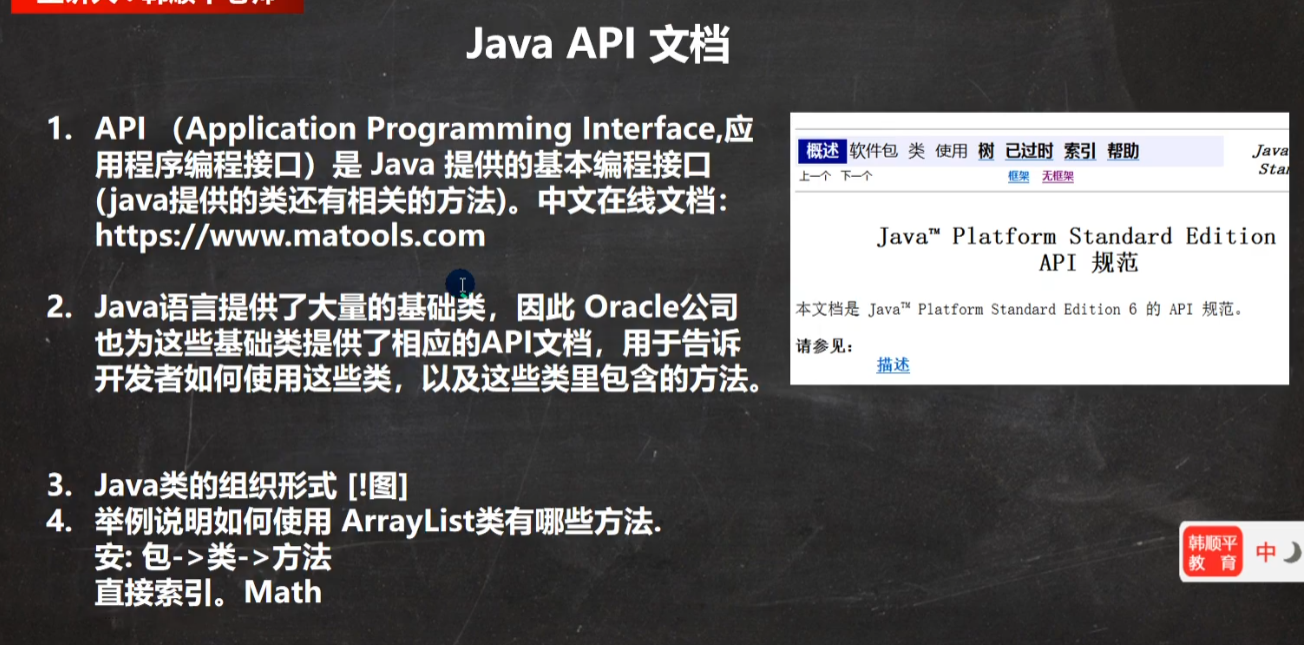 Java API 文档
1. API （Application Programming Interface,应
用程序编程接口）是 Java 提供的基本编程接口
(java提供的类还有相关的方法)。中文在线文档：
https://www.matools.com
2. Java语言提供了大量的基础类，因此 Oracle公司
也为这些基础类提供了相应的API文档，用于告诉
开发者如何使用这些类，以及这些类里包含的方法。
3. Java类的组织形式 [!图]
4. 举例说明如何使用 ArrayList类有哪些方法.
安: 包->类->方法
直接索引。Math
概述 软件包 类 使用 树 已过时 索引 帮助
上一个 下一个 框架 无框架
Java
Java™ Platform Standard Edition
API 规范
本文档是 Java™ Platform Standard Edition 6 的 API 规范。
请参见：
描述
韩顺平
教 育
中